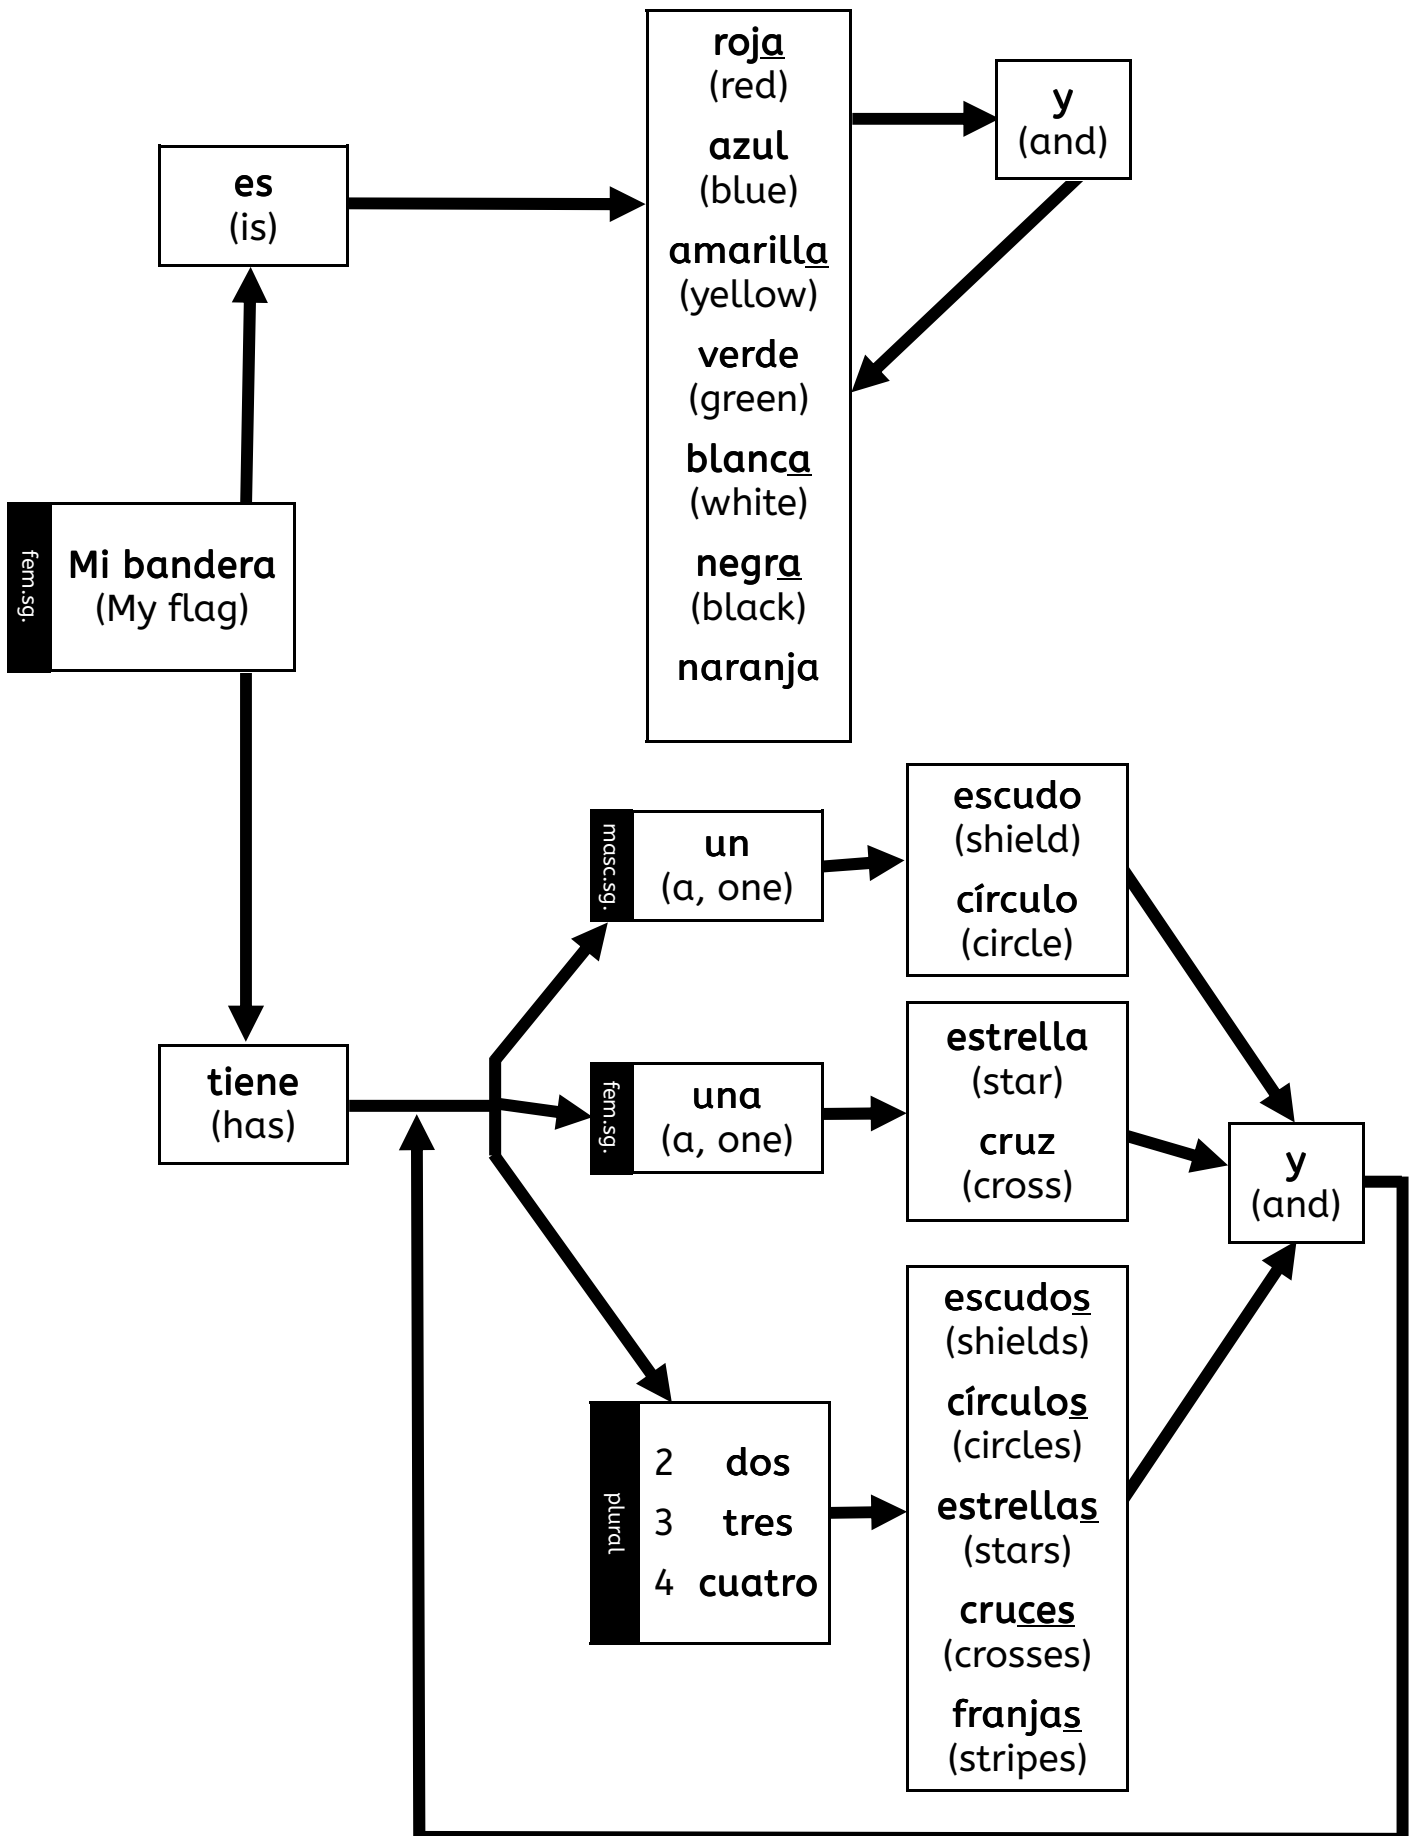 roja
(red)
azul
(blue)
amarilla
(yellow)
verde
(green)
blanca
(white)
negra
(black)
naranja
y
(and)
es
(is)
fem.sg.
Mi bandera
(My flag)
tiene
(has)
masc.sg.
un
(a, one)
escudo
(shield)
círculo
(circle)
fem.sg.
una
(a, one)
estrella
(star)
cruz
(cross)
y
(and)
plural
2 dos
3 tres
4 cuatro
escudos
(shields)
círculos
(circles)
estrellas
(stars)
cruces
(crosses)
franjas
(stripes)